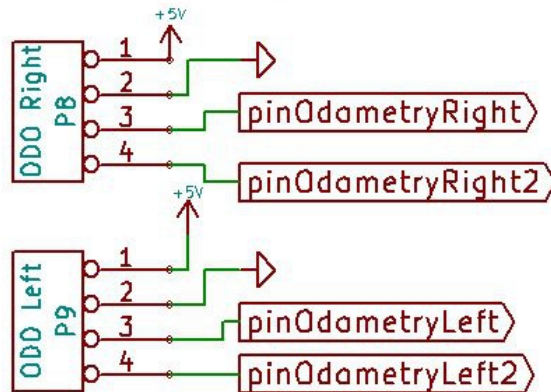 +5V
ODO Right
P8
1
2
3
4
pinOdometryRight
pinOdometryRight2
+5V
ODO Left
P9
1
2
3
4
pinOdometryLeft
pinOdometryLeft2